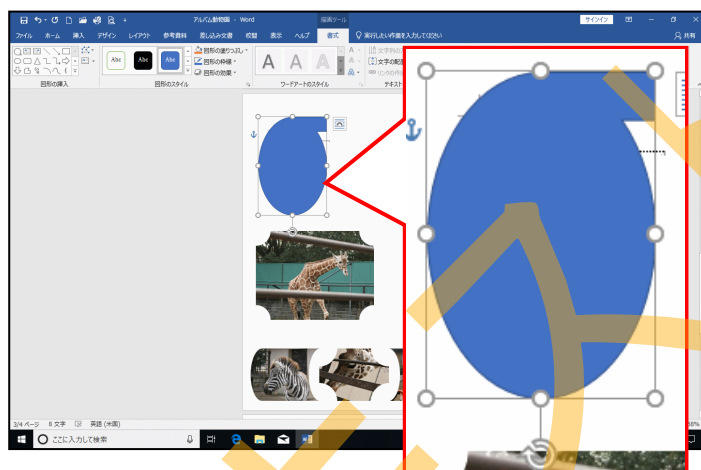 アルバム動物園 - Word
描画ツール
サインイン
ファイル ホーム 挿入 デザイン レイアウト 参考資料 差し込み文書 校閲 表示 ヘルプ 書式 実行したい作業を入力してください 共有
Abc Abc Abc
図形の塗りつぶし
図形の枠線
図形の効果
A A A
文字列の
文字の配置
リンクの作成
図形の挿入 図形のスタイル ワードアートのスタイル テキスト
3/4 ページ 8 文字 英語 (米国)
ここに入力して検索